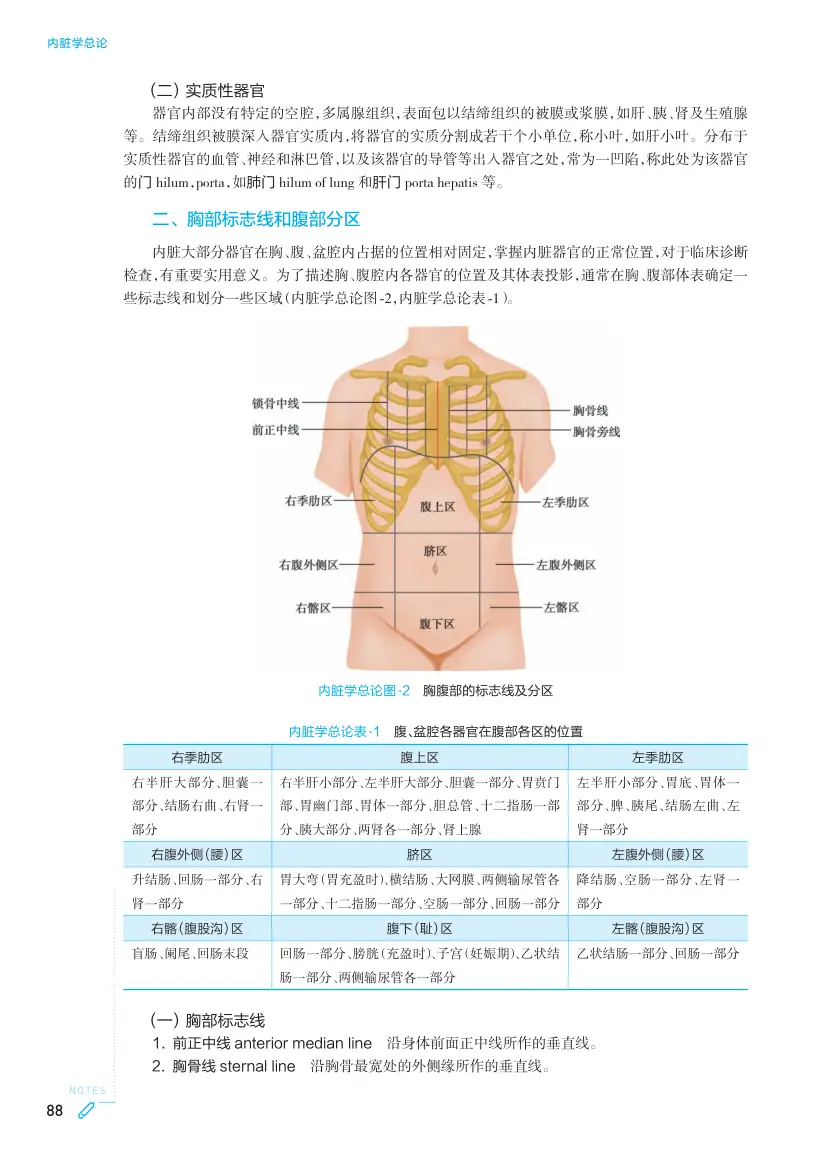 内脏学总论
（二）实质性器官
器官内部没有特定的空腔，多属腺组织，表面包以结缔组织的被膜或浆膜，如肝、胰、肾及生殖腺
等。结缔组织被膜深入器官实质内，将器官的实质分割成若干个小单位，称小叶，如肝小叶。分布于
实质性器官的血管、神经和淋巴管，以及该器官的导管等出入器官之处，常为一凹陷，称此处为该器官
的门 hilum，porta，如肺门 hilum of lung 和肝门 porta hepatis 等。
二、胸部标志线和腹部分区
内脏大部分器官在胸、腹、盆腔内占据的位置相对固定，掌握内脏器官的正常位置，对于临床诊断
检查，有重要实用意义。为了描述胸、腹腔内各器官的位置及其体表投影，通常在胸、腹部体表确定一
些标志线和划分一些区域（内脏学总论图-2，内脏学总论表-1）。
锁骨中线
胸骨线
前正中线
胸骨旁线
右季肋区
腹上区
左季肋区
脐区
右腹外侧区
左腹外侧区
右髂区
左髂区
腹下区
内脏学总论图-2 胸腹部的标志线及分区
内脏学总论表-1 腹、盆腔各器官在腹部各区的位置
右季肋区 腹上区 左季肋区
右半肝大部分、胆囊一 右半肝小部分、左半肝大部分、胆囊一部分、胃贲门 左半肝小部分、胃底、胃体一
部分、结肠右曲、右肾一 部、胃幽门部、胃体一部分、胆总管、十二指肠一部 部分、脾、胰尾、结肠左曲、左
部分 分、胰大部分、两肾各一部分、肾上腺 肾一部分
右腹外侧（腰）区 脐区 左腹外侧（腰）区
升结肠、回肠一部分、右 胃大弯（胃充盈时）、横结肠、大网膜、两侧输尿管各 降结肠、空肠一部分、左肾一
肾一部分 一部分、十二指肠一部分、空肠一部分、回肠一部分 部分
右髂（腹股沟）区 腹下（耻）区 左髂（腹股沟）区
盲肠、阑尾、回肠末段 回肠一部分、膀胱（充盈时）、子宫（妊娠期）、乙状结 乙状结肠一部分、回肠一部分
肠一部分、两侧输尿管各一部分
（一）胸部标志线
1. 前正中线 anterior median line 沿身体前面正中线所作的垂直线。
2. 胸骨线 sternal line 沿胸骨最宽处的外侧缘所作的垂直线。
NOTES
88